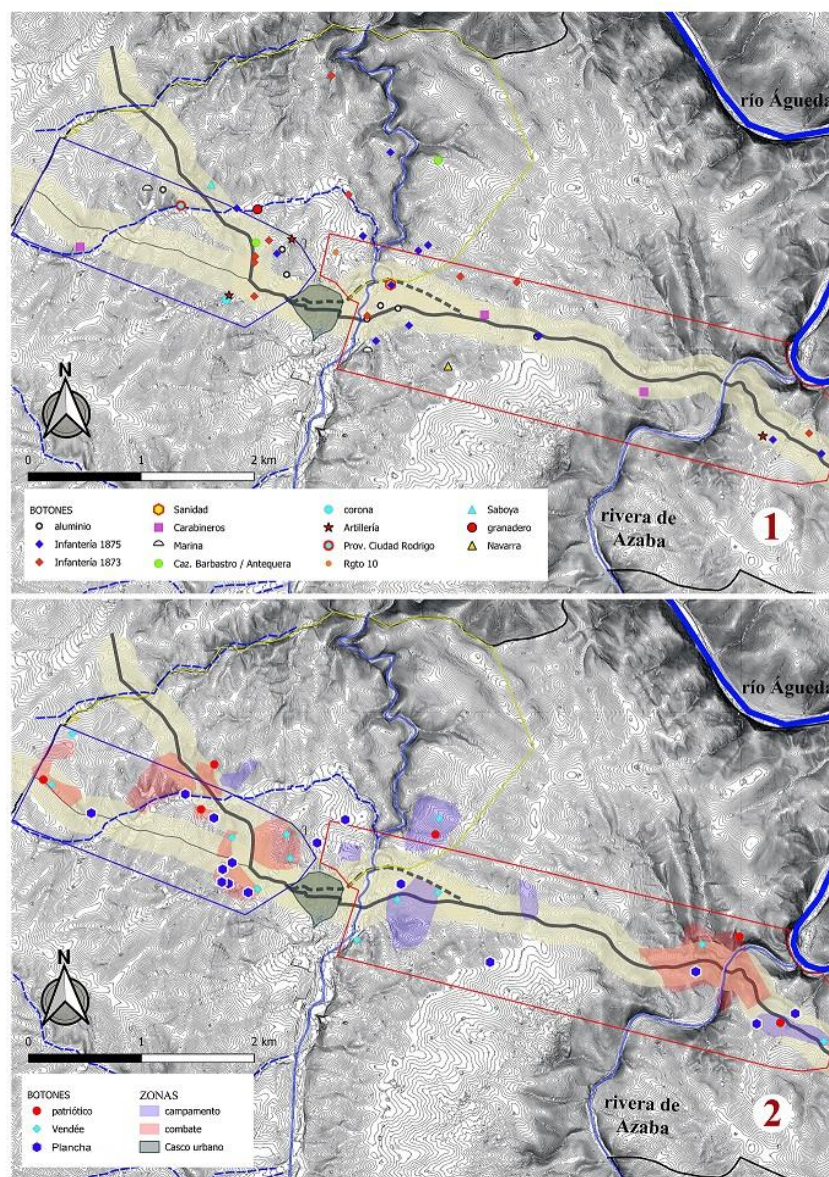 río Águeda
N
0 1 2 km
rivera de
Azaba
1
BOTONES
aluminio
Infantería 1875
Infantería 1873
Sanidad
Carabineros
Marina
Caz. Barbastro / Antequera
corona
Artillería
Prov. Ciudad Rodrigo
Rgto 10
Saboya
granadero
Navarra
río Águeda
N
0 1 2 km
rivera de
Azaba
2
BOTONES
patriótico
Vendée
Plancha
ZONAS
campamento
combate
Casco urbano